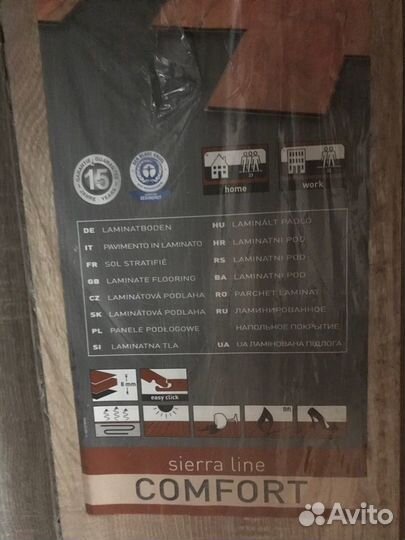 15
home
work
DE LAMINATBODEN
IT PAVIMENTO IN LAMINATO
FR SOL STRATIFIÉ
GB LAMINATE FLOORING
CZ LAMINÁTOVÁ PODLAHA
SK LAMINÁTOVÁ PODLAHA
PL PANELE PODŁOGOWE
SI LAMINATNA TLA
HU LAMINÁLT PADLÓ
HR LAMINATNI POD
RS LAMINATNI POD
BA LAMINATNI POD
RO PARCHET LAMINAT
RU ЛАМИНИРОВАННОЕ
НАПОЛЬНОЕ ПОКРЫТИЕ
UA UA ЛАМІНОВАНА ПІДЛОГА
8 mm
easy click
sierra line
COMFORT
Avito